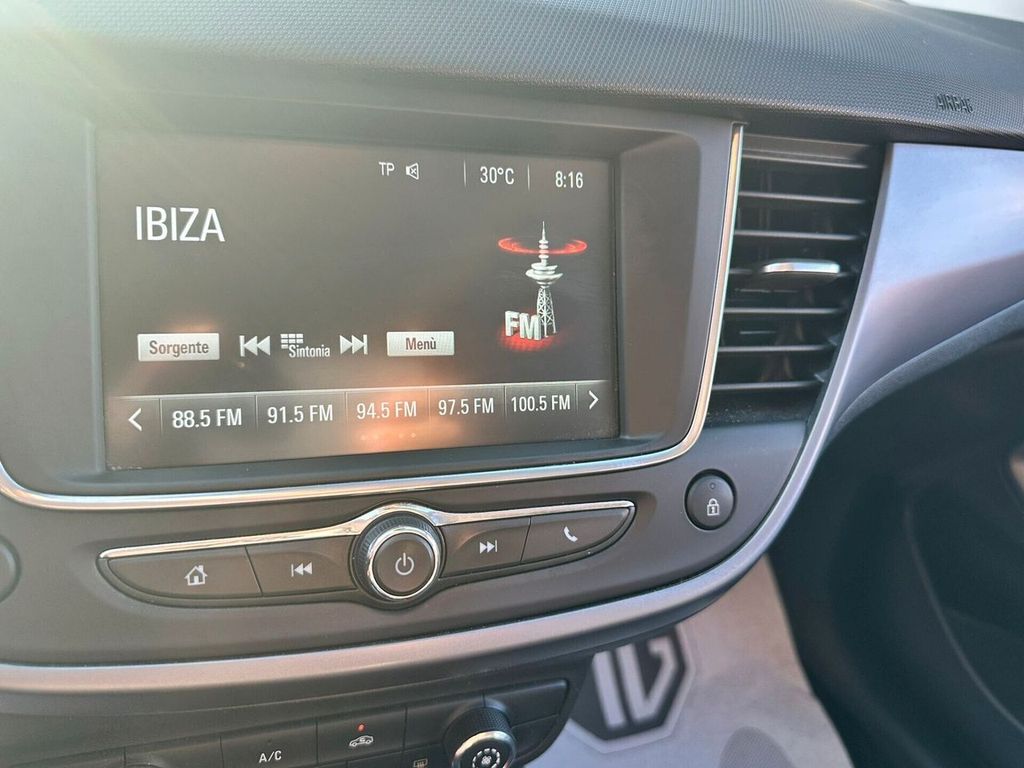 AIRBAG
TP 30°C 8:16
IBIZA
FM
Sorgente Sintonia Menù
88.5 FM 91.5 FM 94.5 FM 97.5 FM 100.5 FM
A/C